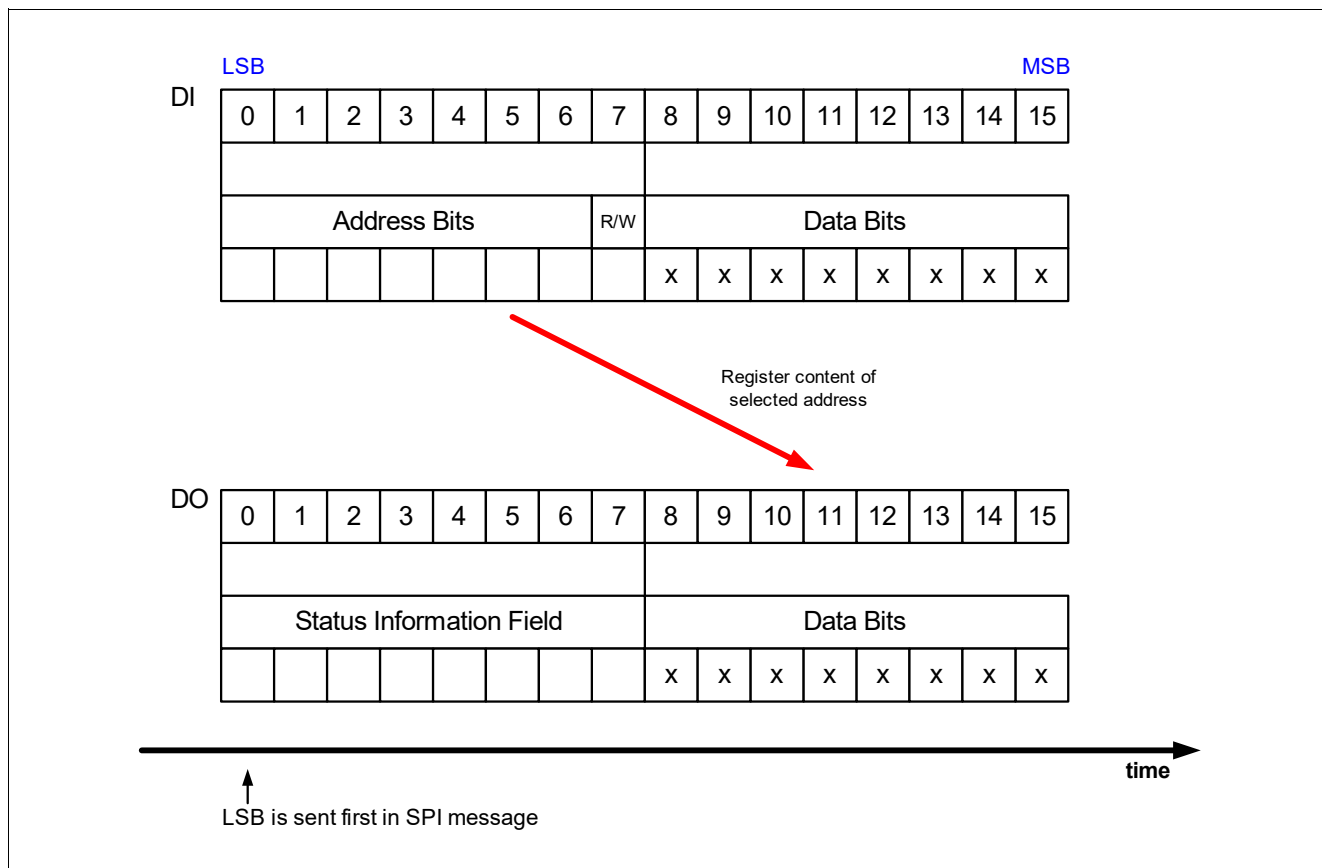 LSB MSB
DI
0 1 2 3 4 5 6 7 8 9 10 11 12 13 14 15
Address Bits R/W Data Bits
x x x x x x x x
Register content of
selected address
DO
0 1 2 3 4 5 6 7 8 9 10 11 12 13 14 15
Status Information Field Data Bits
x x x x x x x x
time
LSB is sent first in SPI message